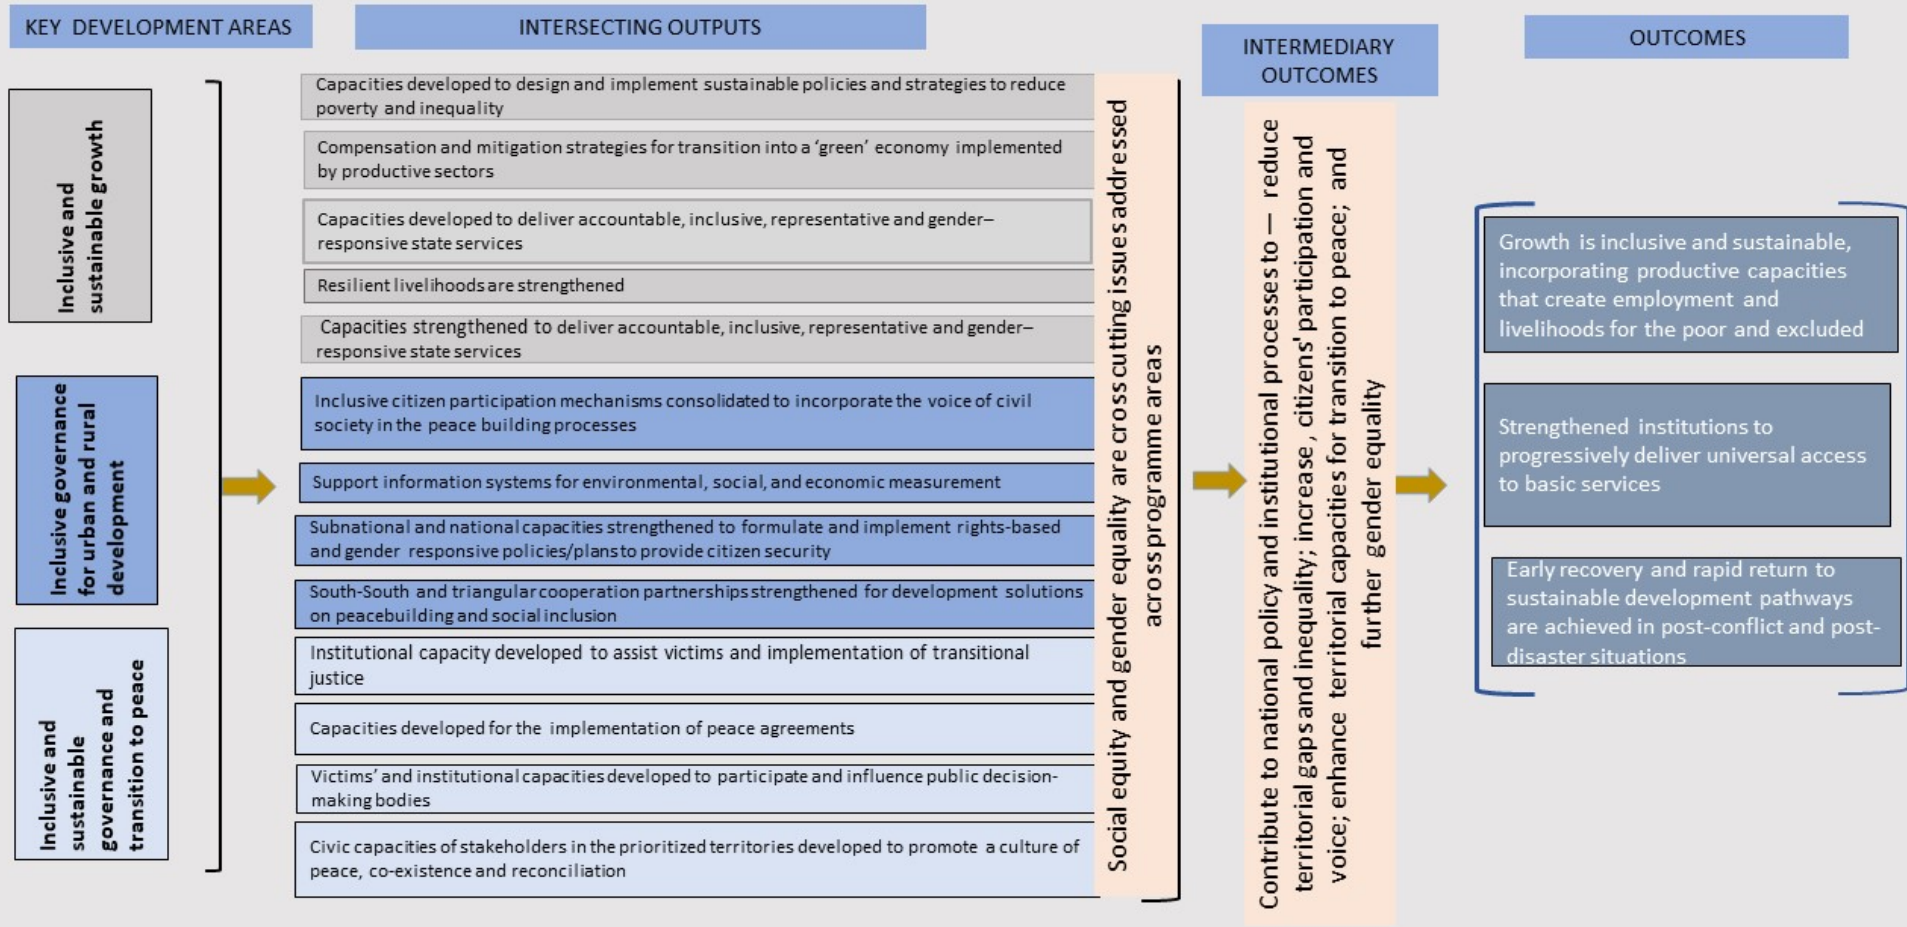 KEY DEVELOPMENT AREAS
Inclusive and
sustainable growth
Inclusive governance
for urban and rural
development
Inclusive and
sustainable
governance and
transition to peace
INTERSECTING OUTPUTS
Capacities developed to design and implement sustainable policies and strategies to reduce
poverty and inequality
Compensation and mitigation strategies for transition into a ‘green’ economy implemented
by productive sectors
Capacities developed to deliver accountable, inclusive, representative and gender–
responsive state services
Resilient livelihoods are strengthened
Capacities strengthened to deliver accountable, inclusive, representative and gender–
responsive state services
Inclusive citizen participation mechanisms consolidated to incorporate the voice of civil
society in the peace building processes
Support information systems for environmental, social, and economic measurement
Subnational and national capacities strengthened to formulate and implement rights-based
and gender responsive policies/plans to provide citizen security
South-South and triangular cooperation partnerships strengthened for development solutions
on peacebuilding and social inclusion
Institutional capacity developed to assist victims and implementation of transitional
justice
Capacities developed for the implementation of peace agreements
Victims’ and institutional capacities developed to participate and influence public decision-
making bodies
Civic capacities of stakeholders in the prioritized territories developed to promote a culture of
peace, co-existence and reconciliation
Social equity and gender equality are cross cutting issues addressed
across programme areas
INTERMEDIARY
OUTCOMES
Contribute to national policy and institutional processes to — reduce
territorial gaps and inequality; increase , citizens' participation and
voice; enhance territorial capacities for transition to peace; and
further gender equality
OUTCOMES
Growth is inclusive and sustainable,
incorporating productive capacities
that create employment and
livelihoods for the poor and excluded
Strengthened institutions to
progressively deliver universal access
to basic services
Early recovery and rapid return to
sustainable development pathways
are achieved in post-conflict and post-
disaster situations